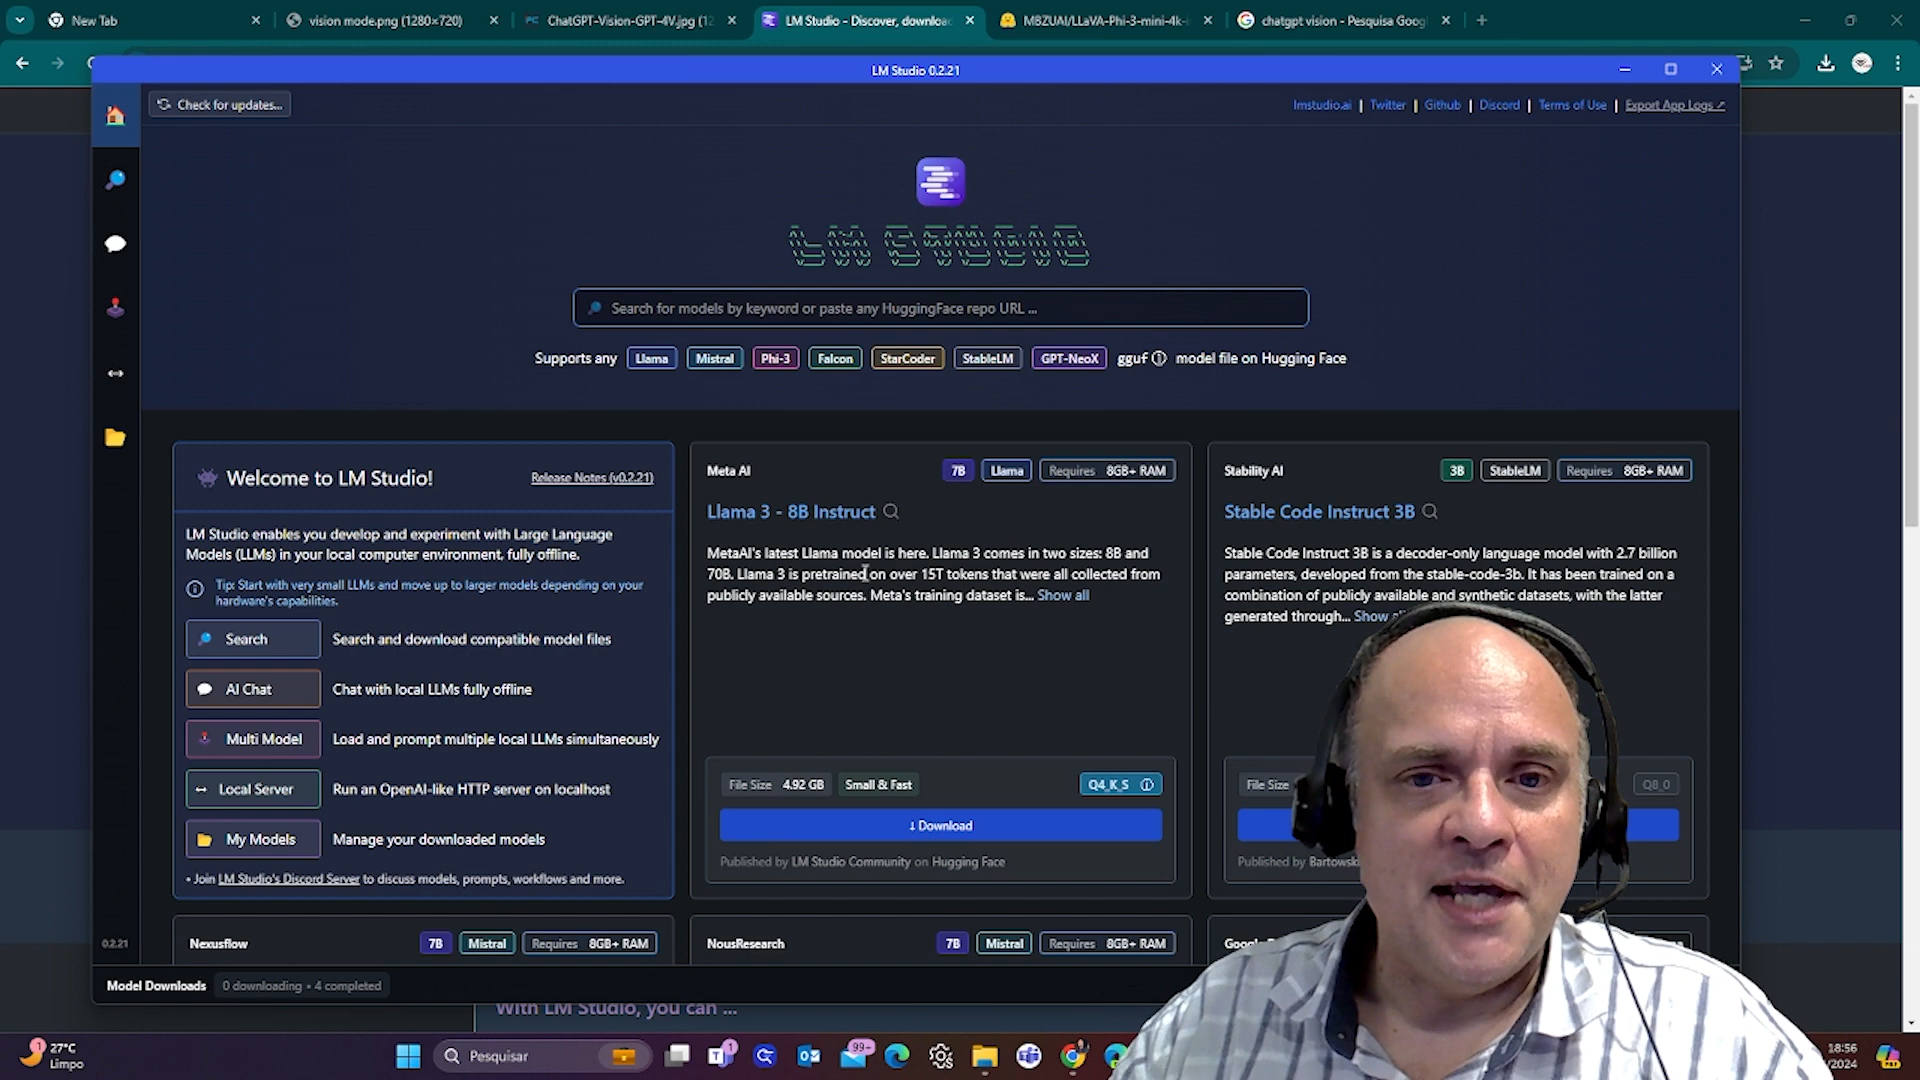 New Tab
vision mode.png (1280×720)
ChatGPT-Vision-GPT-4V.jpg (12
LM Studio - Discover, download
MBZUAI/LLaVA-Phi-3-mini-4k-i
chatgpt vision - Pesquisa Goog
LM Studio 0.2.21
Check for updates...
lmstudio.ai | Twitter | Github | Discord | Terms of Use | Export App Logs
LM STUDIO
Search for models by keyword or paste any HuggingFace repo URL ...
Supports any Llama Mistral Phi-3 Falcon StarCoder StableLM GPT-NeoX gguf model file on Hugging Face
Welcome to LM Studio!
Release Notes (v0.2.21)
LM Studio enables you develop and experiment with Large Language
Models (LLMs) in your local computer environment, fully offline.
Tip: Start with very small LLMs and move up to larger models depending on your
hardware's capabilities.
Search Search and download compatible model files
AI Chat Chat with local LLMs fully offline
Multi Model Load and prompt multiple local LLMs simultaneously
Local Server Run an OpenAI-like HTTP server on localhost
My Models Manage your downloaded models
• Join LM Studio's Discord Server to discuss models, prompts, workflows and more.
Meta AI 7B Llama Requires 8GB+ RAM
Llama 3 - 8B Instruct
MetaAI's latest Llama model is here. Llama 3 comes in two sizes: 8B and
70B. Llama 3 is pretrained on over 15T tokens that were all collected from
publicly available sources. Meta's training dataset is... Show all
File Size 4.92 GB Small & Fast Q4_K_S
Download
Published by LM Studio Community on Hugging Face
Stability AI 3B StableLM Requires 8GB+ RAM
Stable Code Instruct 3B
Stable Code Instruct 3B is a decoder-only language model with 2.7 billion
parameters, developed from the stable-code-3b. It has been trained on a
combination of publicly available and synthetic datasets, with the latter
generated through... Show
File Size Q8_0
Published by Bartowski
Nexusflow 7B Mistral Requires 8GB+ RAM
NousResearch 7B Mistral Requires 8GB+ RAM
0.2.21
Model Downloads 0 downloading • 4 completed
With LM Studio, you can ...
1
27°C
Limpo
Pesquisar
1
99+
18:56
/2024